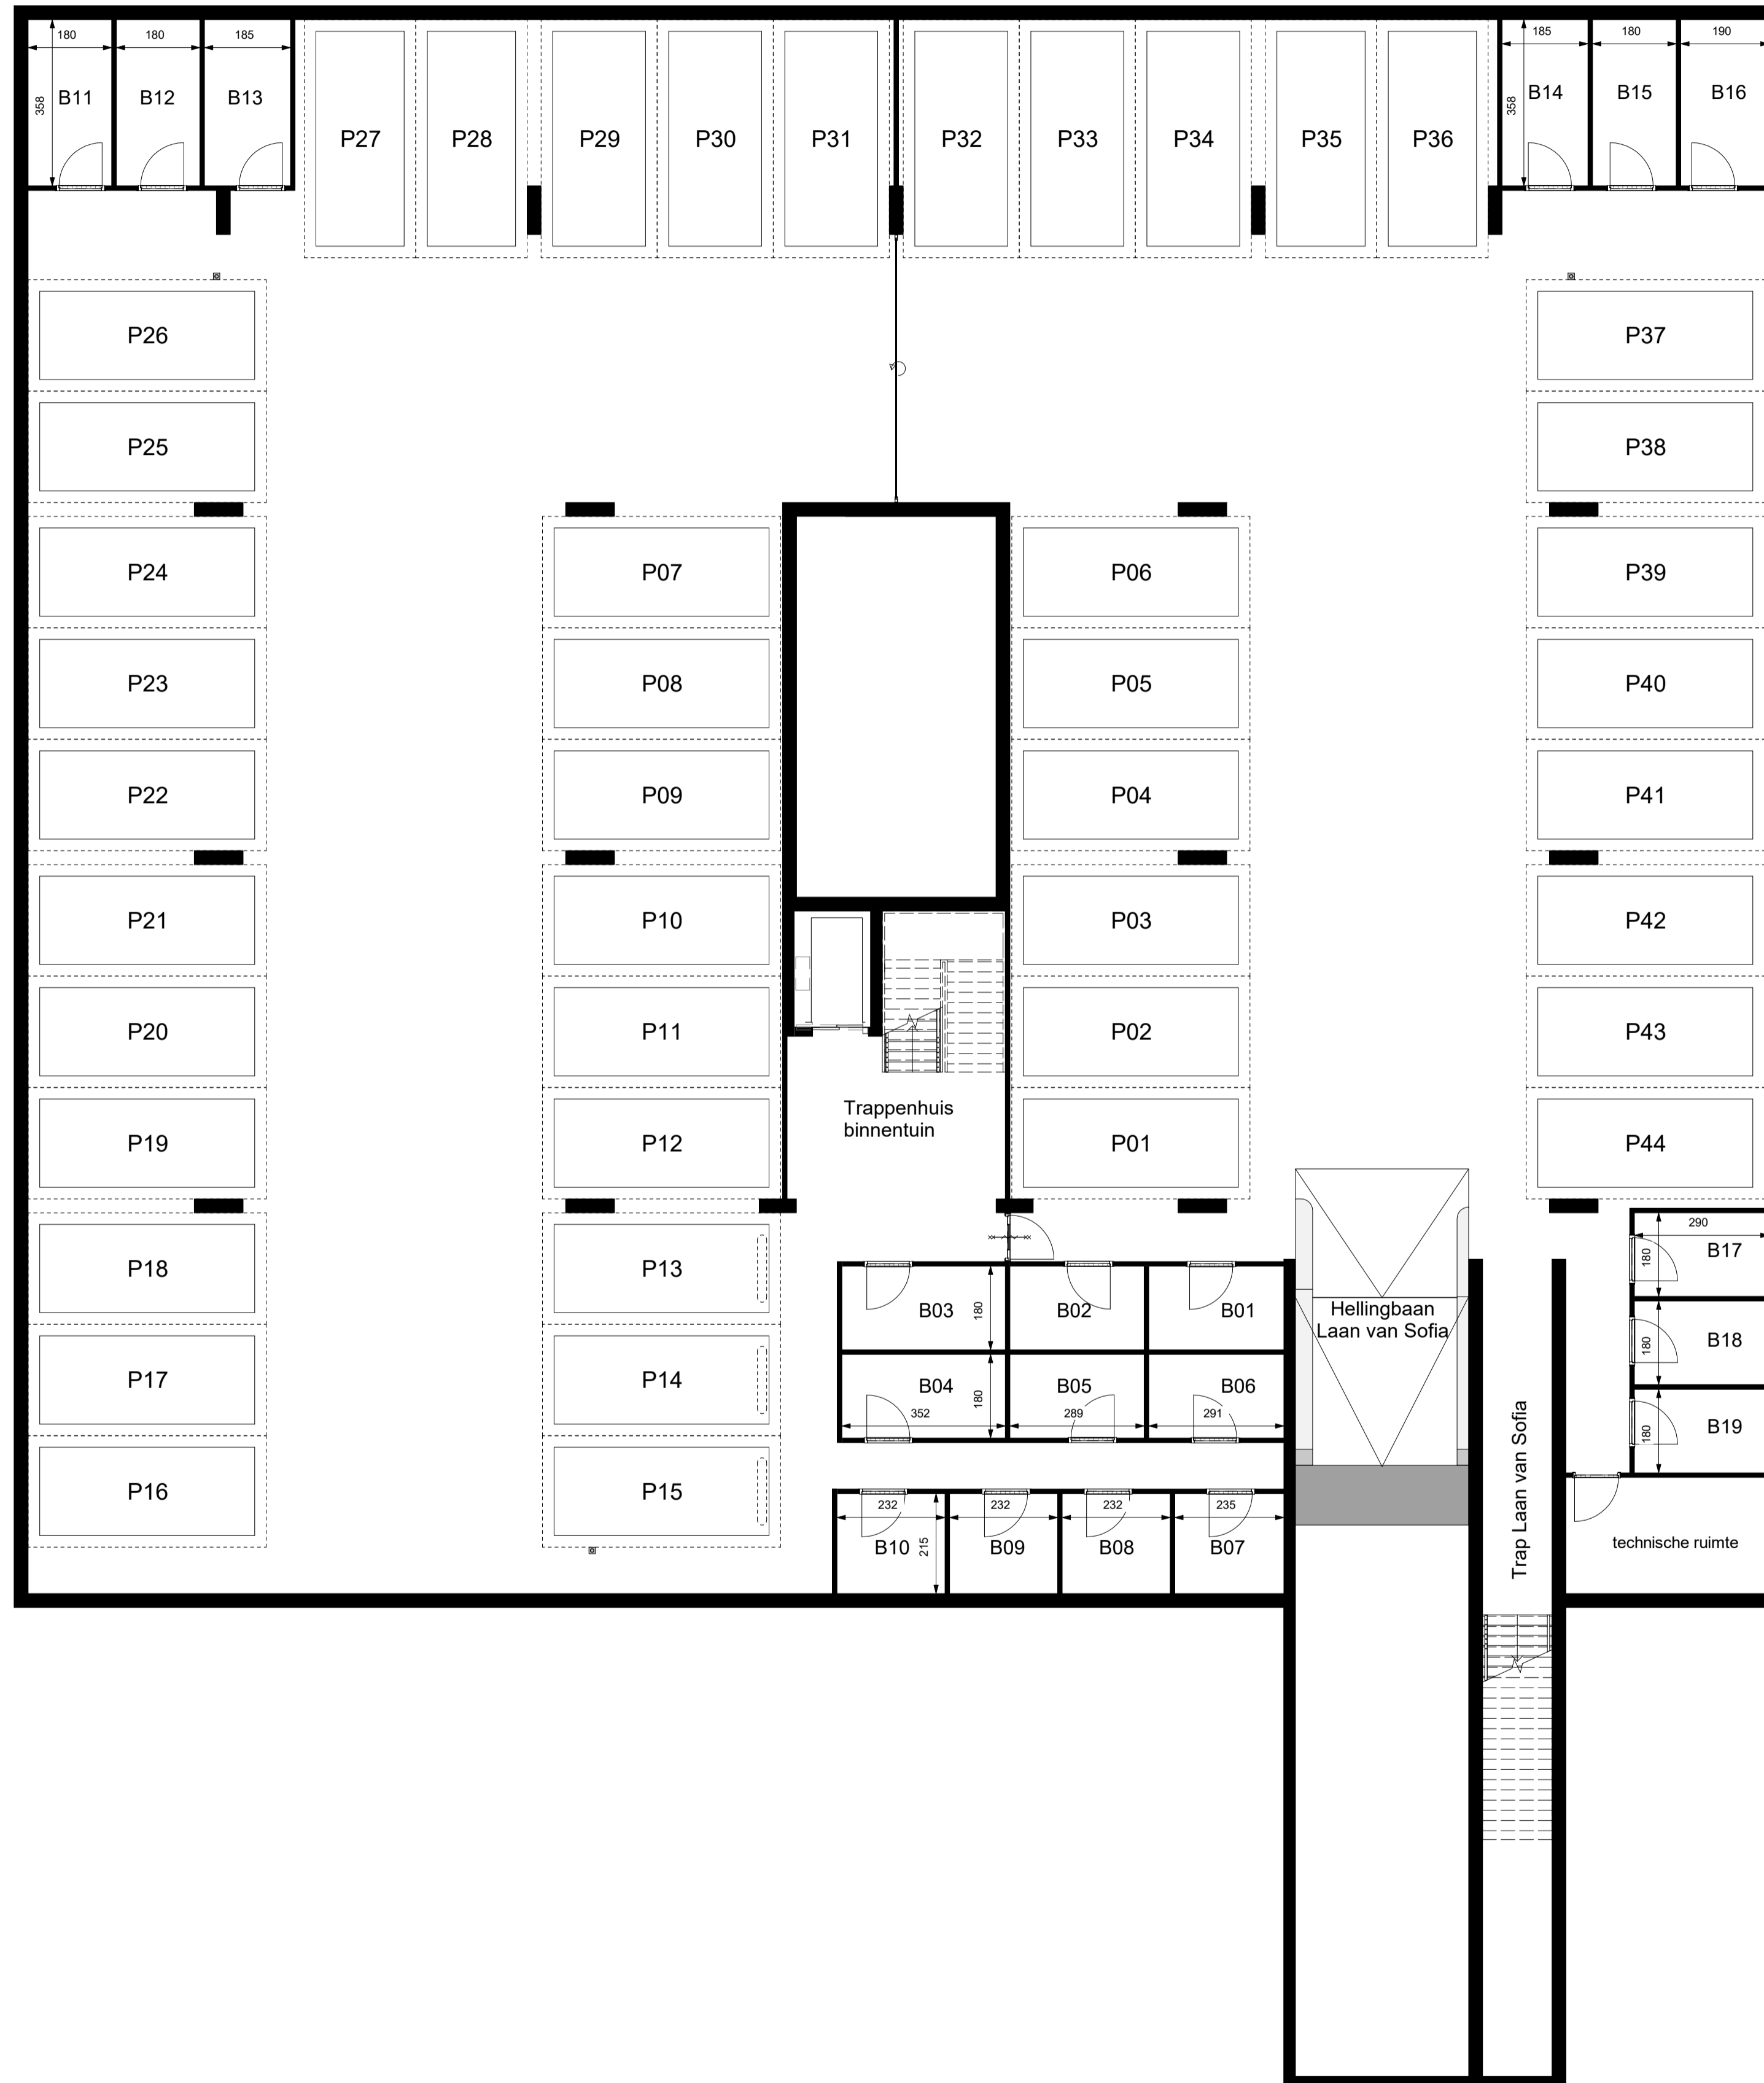 180 180 185
358 B11 B12 B13
P27 P28 P29 P30 P31 P32 P33 P34 P35 P36
185 180 190
358 B14 B15 B16
P26 P37
P25 P38
P24 P07 P06 P39
P23 P08 P05 P40
P22 P09 P04 P41
P21 P10 P03 P42
P20 P11 P02 P43
Trappenhuis
binnentuin
P19 P12 P01 P44
290
180 B17
P18 P13
B03 180 B02 B01
Hellingbaan
Laan van Sofia
180 B18
P17 P14
B04 180 B05 B06
352 289 291
180 B19
Trap Laan van Sofia
P16 P15
232 232 232 235
B10 215 B09 B08 B07
technische ruimte